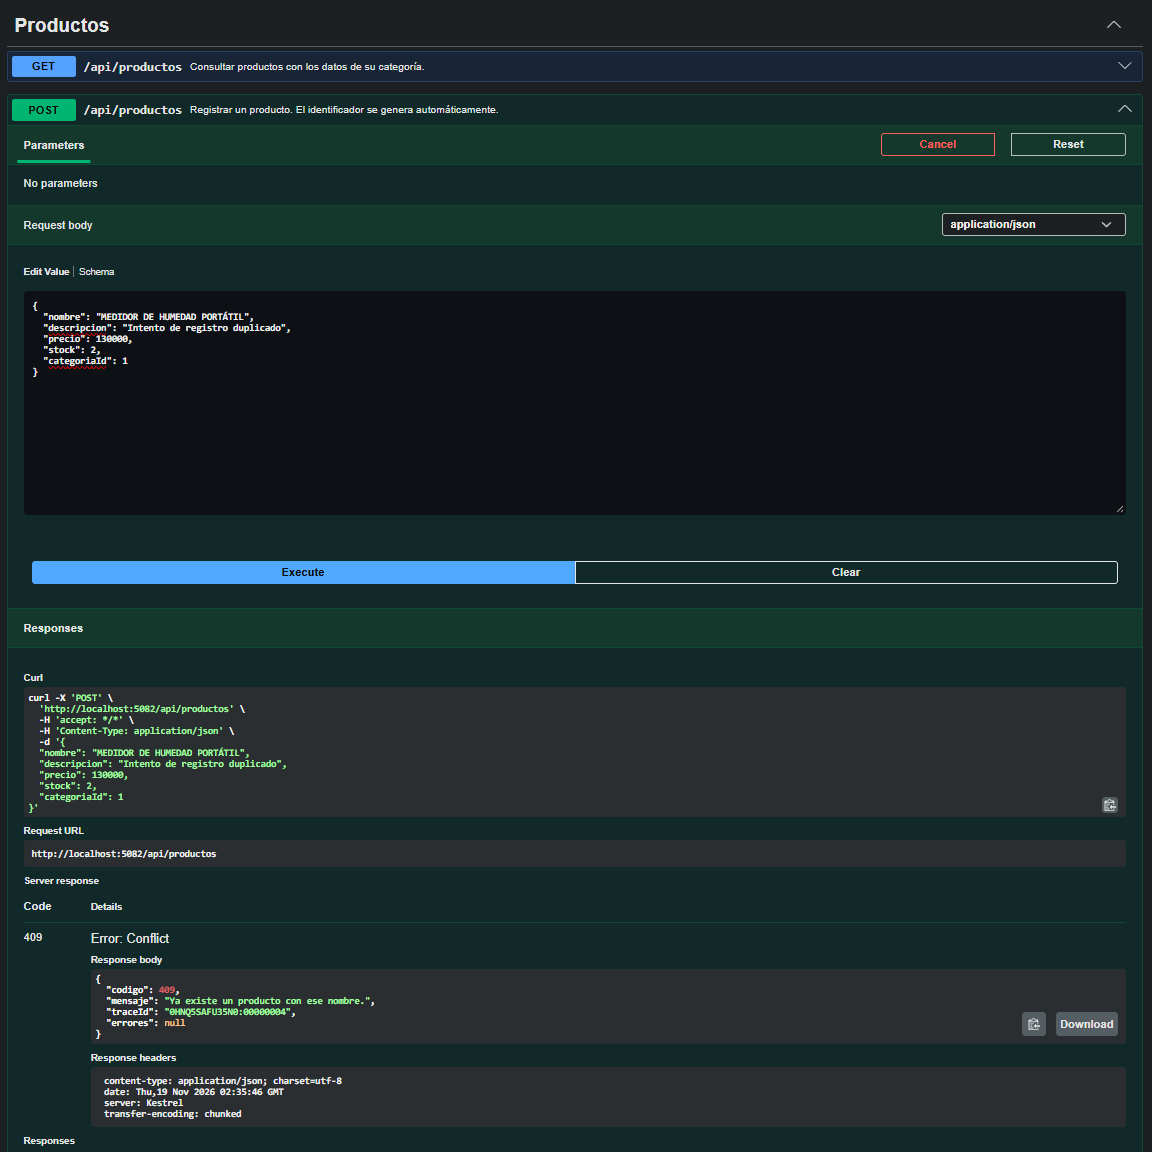 Productos
GET /api/productos Consultar productos con los datos de su categoría.
POST /api/productos Registrar un producto. El identificador se genera automáticamente.
Parameters Cancel Reset
No parameters
Request body application/json
Edit Value | Schema
{
  "nombre": "MEDIDOR DE HUMEDAD PORTÁTIL",
  "descripcion": "Intento de registro duplicado",
  "precio": 130000,
  "stock": 2,
  "categoriaId": 1
}
Execute Clear
Responses
Curl
curl -X 'POST' \
  'http://localhost:5082/api/productos' \
  -H 'accept: */*' \
  -H 'Content-Type: application/json' \
  -d '{
  "nombre": "MEDIDOR DE HUMEDAD PORTÁTIL",
  "descripcion": "Intento de registro duplicado",
  "precio": 130000,
  "stock": 2,
  "categoriaId": 1
}'
Request URL
http://localhost:5082/api/productos
Server response
Code Details
409 Error: Conflict
Response body
{
  "codigo": 409,
  "mensaje": "Ya existe un producto con ese nombre.",
  "traceId": "0HNQ5SAFU35N0:00000004",
  "errores": null
}
Download
Response headers
content-type: application/json; charset=utf-8
date: Thu,19 Nov 2026 02:35:46 GMT
server: Kestrel
transfer-encoding: chunked
Responses